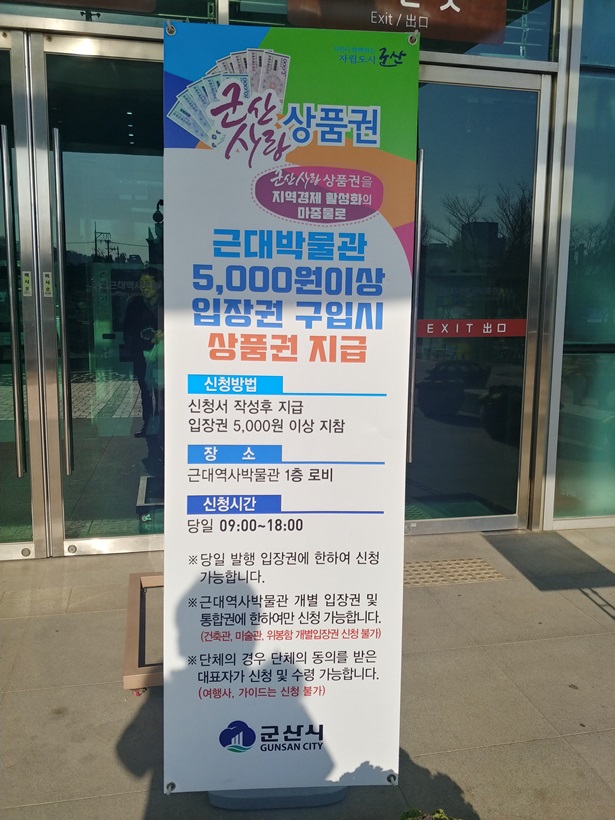 Exit / 出口
자립도시 군산
군산사랑 상품권
군산사랑 상품권을
지역경제 활성화의
마중물로
근대박물관
5,000원이상
입장권 구입시
상품권 지급
신청방법
신청서 작성후 지급
입장권 5,000원 이상 지참
장 소
근대역사박물관 1층 로비
신청시간
당일 09:00~18:00
※당일 발행 입장권에 한하여 신청
가능합니다.
※근대역사박물관 개별 입장권 및
통합권에 한하여만 신청 가능합니다.
(건축관, 미술관, 위봉함 개별입장권 신청 불가)
※단체의 경우 단체의 동의를 받은
대표자가 신청 및 수령 가능합니다.
(여행사, 가이드는 신청 불가)
군산시
GUNSAN CITY
EXIT 出口